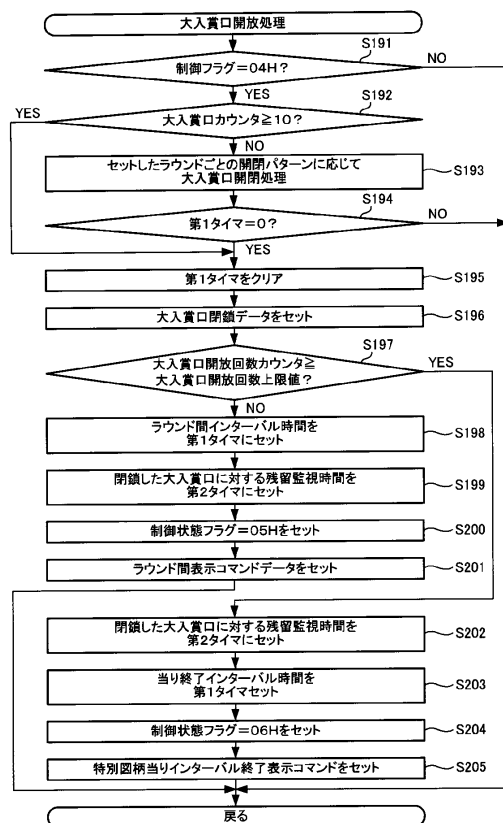 大入賞口開放処理
S191
制御フラグ=04H?
NO
YES
S192
YES
大入賞口カウンタ≧10?
NO
セットしたラウンドごとの開閉パターンに応じて
大入賞口開閉処理
S193
S194
第1タイマ=0?
NO
YES
第1タイマをクリア
S195
大入賞口閉鎖データをセット
S196
S197
大入賞口開放回数カウンタ≧
大入賞口開放回数上限値?
YES
NO
ラウンド間インターバル時間を
第1タイマにセット
S198
閉鎖した大入賞口に対する残留監視時間を
第2タイマにセット
S199
制御状態フラグ=05Hをセット
S200
ラウンド間表示コマンドデータをセット
S201
閉鎖した大入賞口に対する残留監視時間を
第2タイマにセット
S202
当り終了インターバル時間を
第1タイマセット
S203
制御状態フラグ=06Hをセット
S204
特別図柄当りインターバル終了表示コマンドをセット
S205
戻る